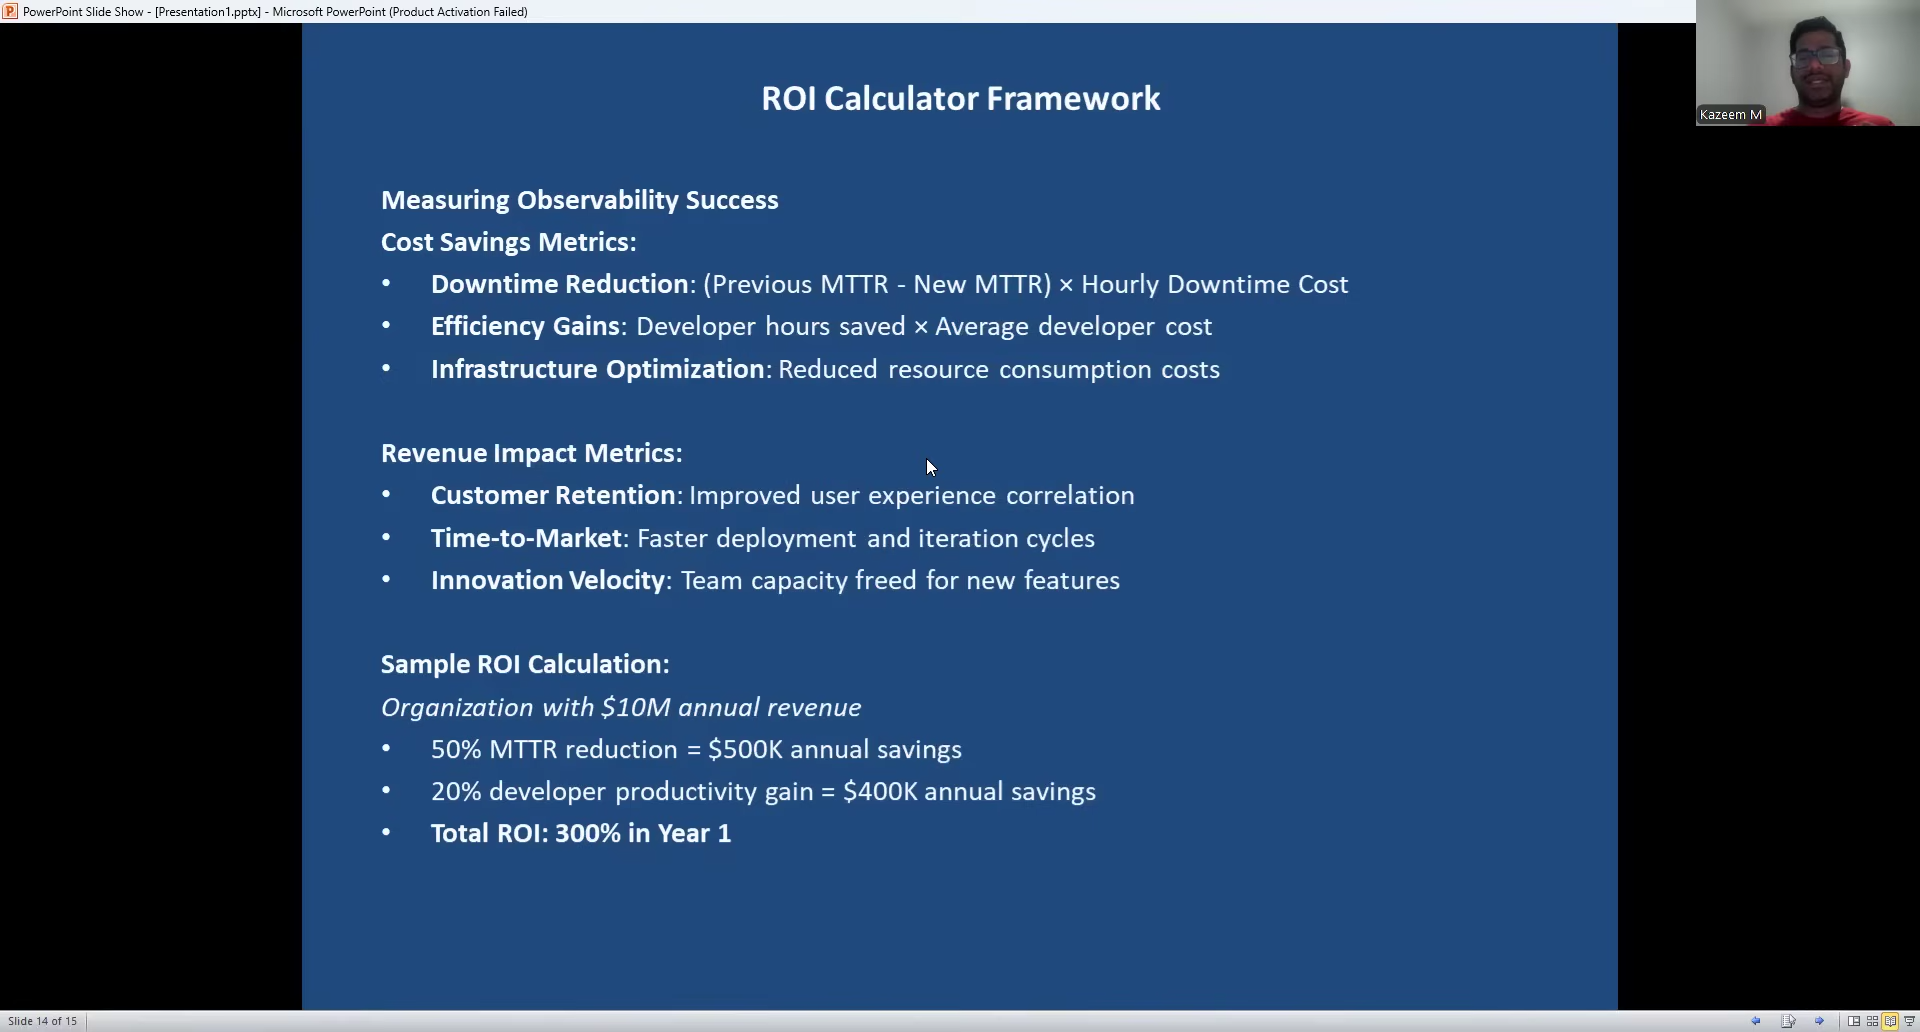 PowerPoint Slide Show - [Presentation1.pptx] - Microsoft PowerPoint (Product Activation Failed)
Kazeem M
ROI Calculator Framework
Measuring Observability Success
Cost Savings Metrics:
• Downtime Reduction: (Previous MTTR - New MTTR) × Hourly Downtime Cost
• Efficiency Gains: Developer hours saved × Average developer cost
• Infrastructure Optimization: Reduced resource consumption costs
Revenue Impact Metrics:
• Customer Retention: Improved user experience correlation
• Time-to-Market: Faster deployment and iteration cycles
• Innovation Velocity: Team capacity freed for new features
Sample ROI Calculation:
Organization with $10M annual revenue
• 50% MTTR reduction = $500K annual savings
• 20% developer productivity gain = $400K annual savings
• Total ROI: 300% in Year 1
Slide 14 of 15